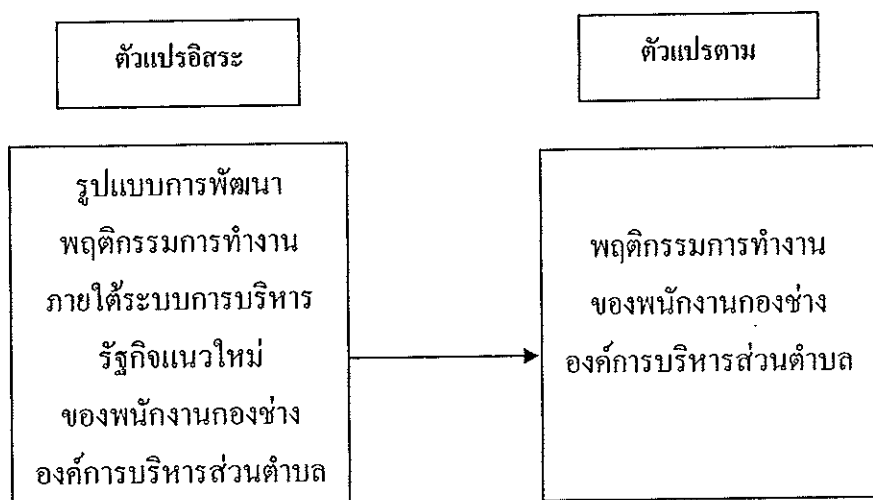 ตัวแปรอิสระ
ตัวแปรตาม
รูปแบบการพัฒนา
พฤติกรรมการทำงาน
ภายใต้ระบบการบริหาร
รัฐกิจแนวใหม่
ของพนักงานกองช่าง
องค์การบริหารส่วนตำบล
พฤติกรรมการทำงาน
ของพนักงานกองช่าง
องค์การบริหารส่วนตำบล